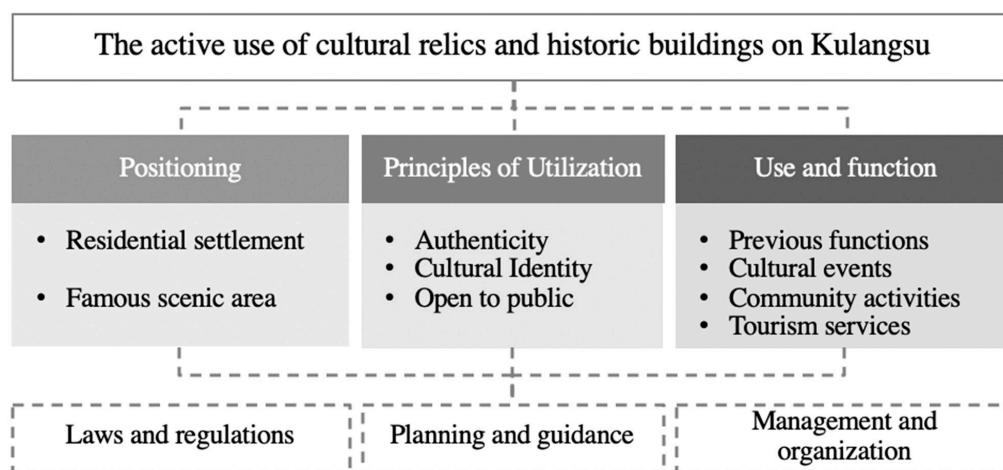 The active use of cultural relics and historic buildings on Kulangsu
Positioning
• Residential settlement
• Famous scenic area
Principles of Utilization
• Authenticity
• Cultural Identity
• Open to public
Use and function
• Previous functions
• Cultural events
• Community activities
• Tourism services
Laws and regulations
Planning and guidance
Management and
organization